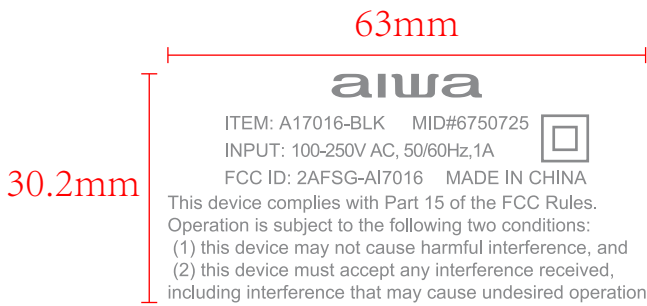 63mm
aiwa
30.2mm
ITEM: A17016-BLK MID#6750725
INPUT: 100-250V AC, 50/60Hz,1A
FCC ID: 2AFSG-AI7016 MADE IN CHINA
This device complies with Part 15 of the FCC Rules.
Operation is subject to the following two conditions:
(1) this device may not cause harmful interference, and
(2) this device must accept any interference received,
including interference that may cause undesired operation